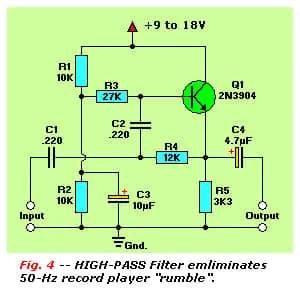 +9 to 18V
R1
10K
R3
27K
Q1
2N3904
C2
.220
C1
.220
R4
12K
C4
4.7µF
+
R2
10K
+
C3
10µF
R5
3K3
Input
Output
Gnd.
Fig. 4 -- HIGH-PASS Filter emliminates
50-Hz record player "rumble".